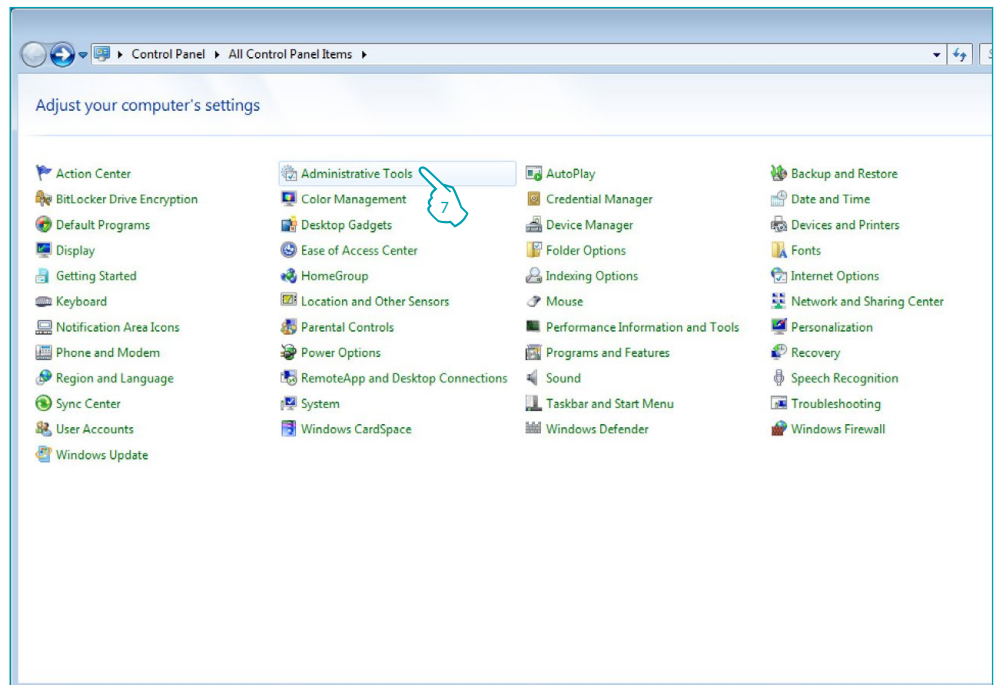 Control Panel All Control Panel Items
Adjust your computer's settings
Action Center Administrative Tools AutoPlay Backup and Restore
BitLocker Drive Encryption Color Management Credential Manager Date and Time
7
Default Programs Desktop Gadgets Device Manager Devices and Printers
Display Ease of Access Center Folder Options Fonts
Getting Started HomeGroup Indexing Options Internet Options
Keyboard Location and Other Sensors Mouse Network and Sharing Center
Notification Area Icons Parental Controls Performance Information and Tools Personalization
Phone and Modem Power Options Programs and Features Recovery
Region and Language RemoteApp and Desktop Connections Sound Speech Recognition
Sync Center System Taskbar and Start Menu Troubleshooting
User Accounts Windows CardSpace Windows Defender Windows Firewall
Windows Update